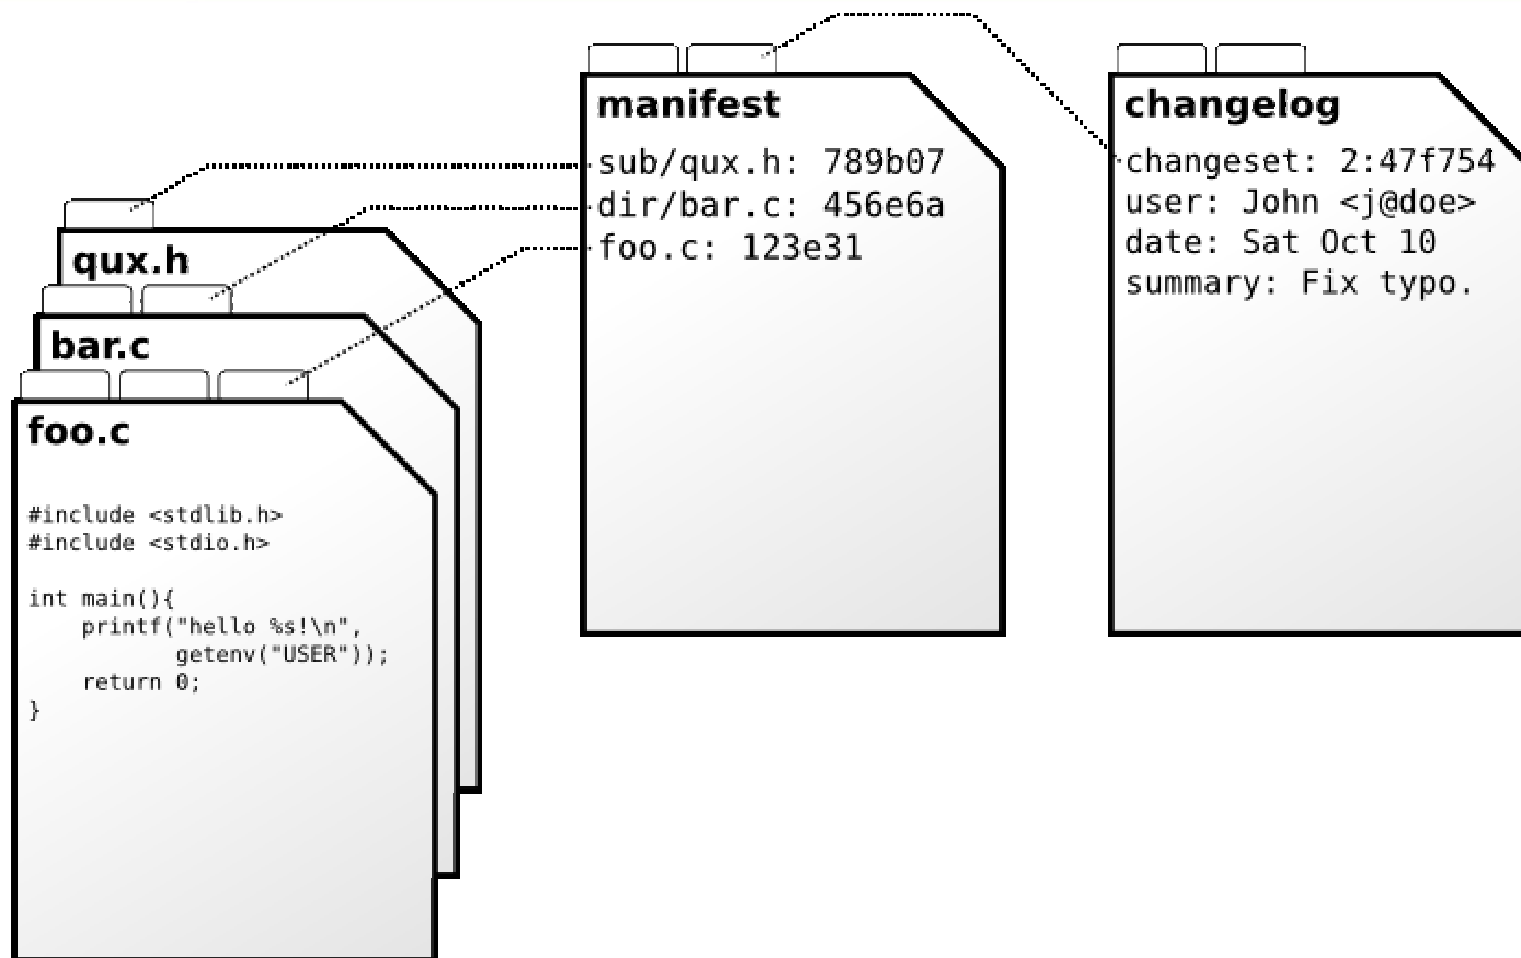 manifest
sub/qux.h: 789b07
dir/bar.c: 456e6a
foo.c: 123e31
changelog
changeset: 2:47f754
user: John <j@doe>
date: Sat Oct 10
summary: Fix typo.
qux.h
bar.c
foo.c
#include <stdlib.h>
#include <stdio.h>
int main(){
    printf("hello %s!\n",
           getenv("USER"));
    return 0;
}